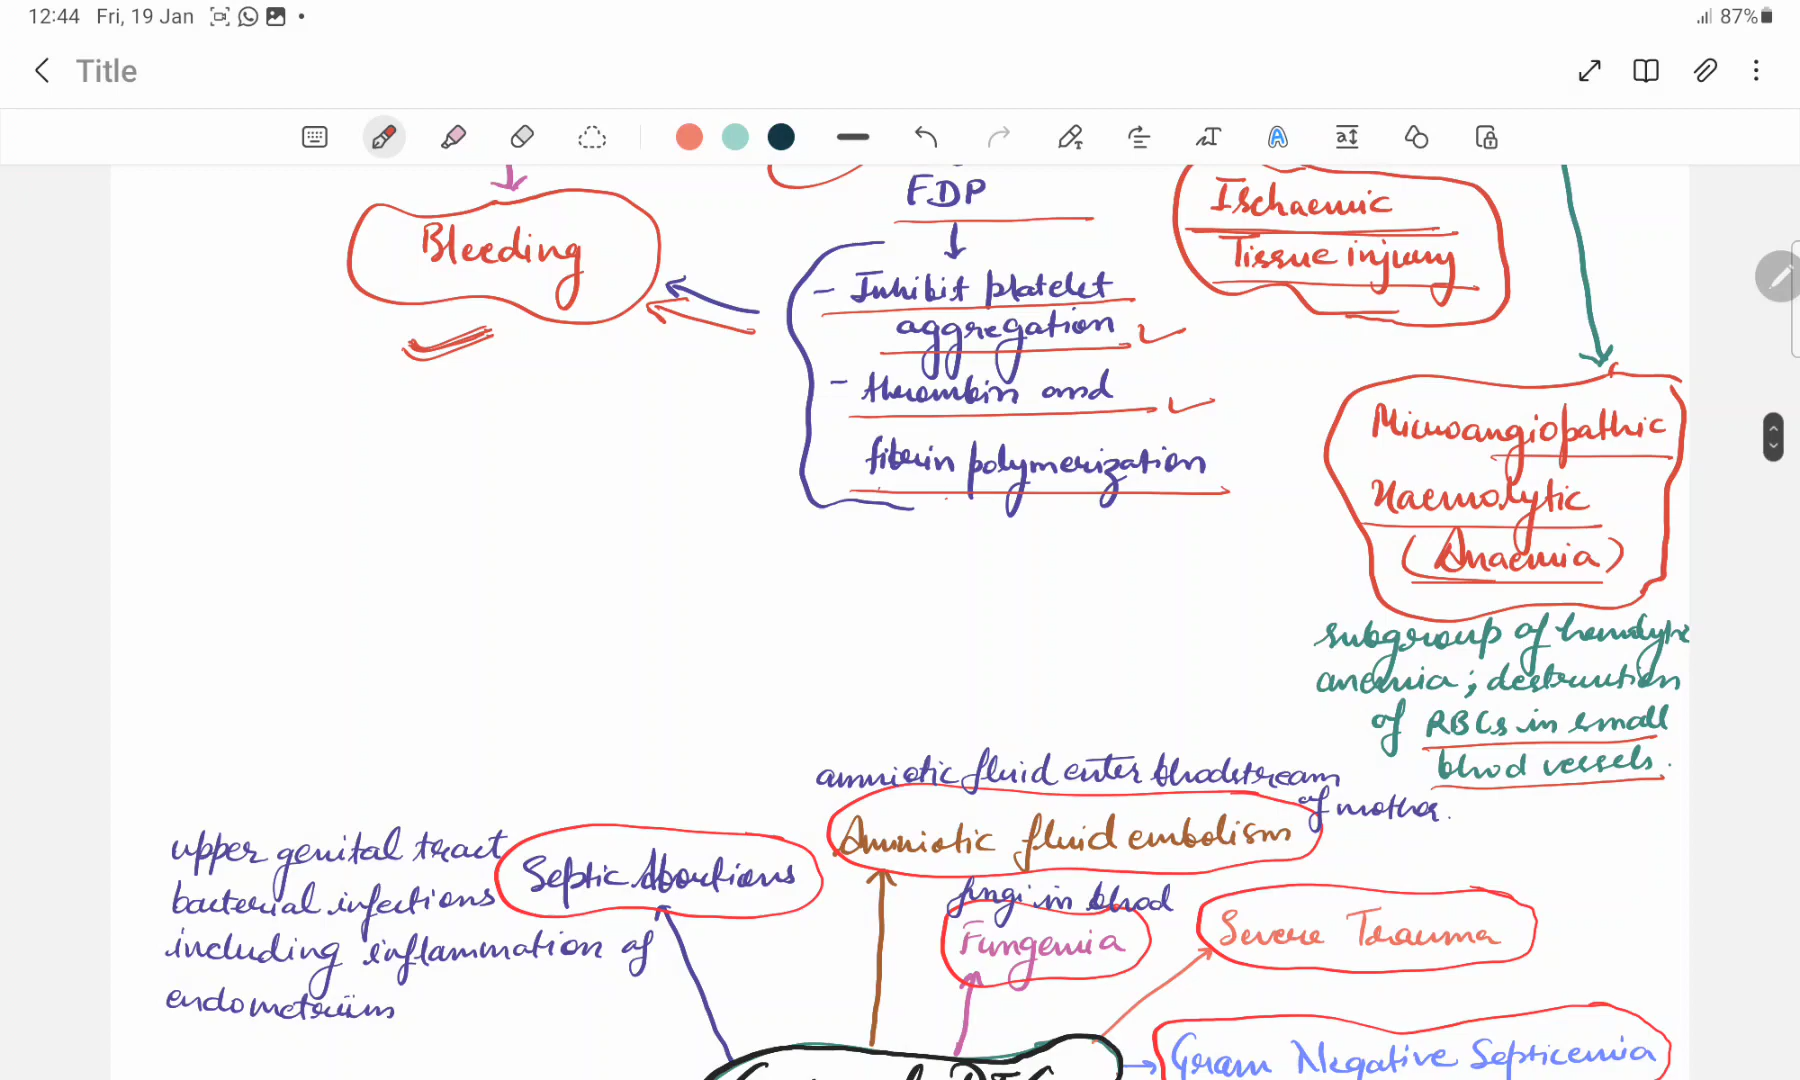 12:44 Fri, 19 Jan
87%
Title
FDP
Bleeding
- Inhibit platelet
aggregation
- thrombin and
fibrin polymerization
Ischaemic
Tissue injury
Microangiopathic
Haemolytic
(Anaemia)
subgroup of hemolytic
anemia; destruction
of RBCs in small
blood vessels.
amniotic fluid enter bloodstream
of mother.
Amniotic fluid embolism
upper genital tract
bacterial infections
including inflammation of
endometrium
Septic Abortions
fungi in blood
Fungemia
Severe Trauma
Gram Negative Septicemia